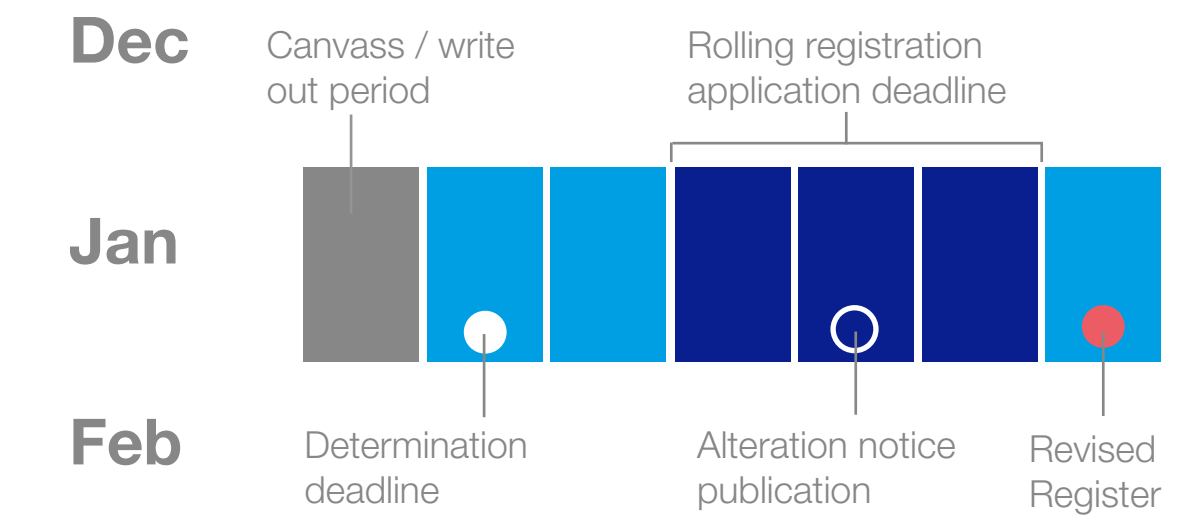 Dec
Canvass / write
out period
Rolling registration
application deadline
Jan
Feb
Determination
deadline
Alteration notice
publication
Revised
Register